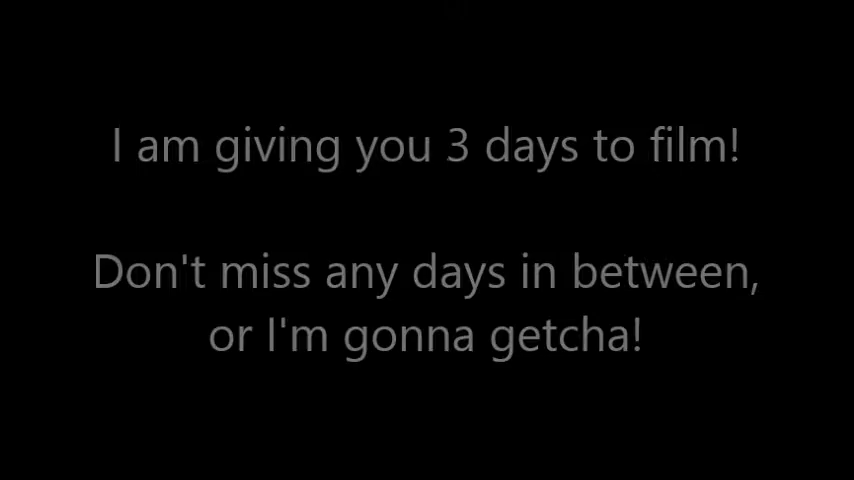 I am giving you 3 days to film!
Don't miss any days in between,
or I'm gonna getcha!